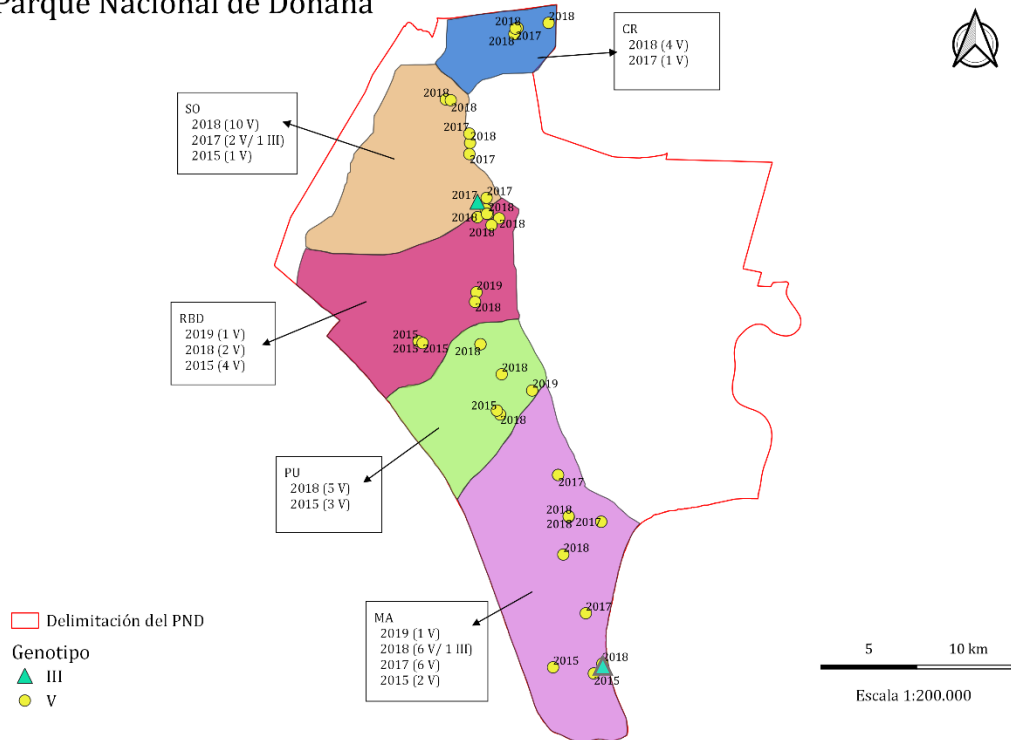 Parque Nacional de Doñana
CR
2018 (4 V)
2017 (1 V)
SO
2018 (10 V)
2017 (2 V/ 1 III)
2015 (1 V)
RBD
2019 (1 V)
2018 (2 V)
2015 (4 V)
PU
2018 (5 V)
2015 (3 V)
MA
2019 (1 V)
2018 (6 V/ 1 III)
2017 (6 V)
2015 (2 V)
2018
2018
2017
2018
2018
2018
2017
2018
2017
2017
2017
2018
2018
2018
2018
2019
2018
2015
2015 2015
2018
2018
2019
2015
2018
2017
2018
2018
2017
2018
2017
2018
2015
2015
Delimitación del PND
Genotipo
III
V
5 10 km
Escala 1:200.000